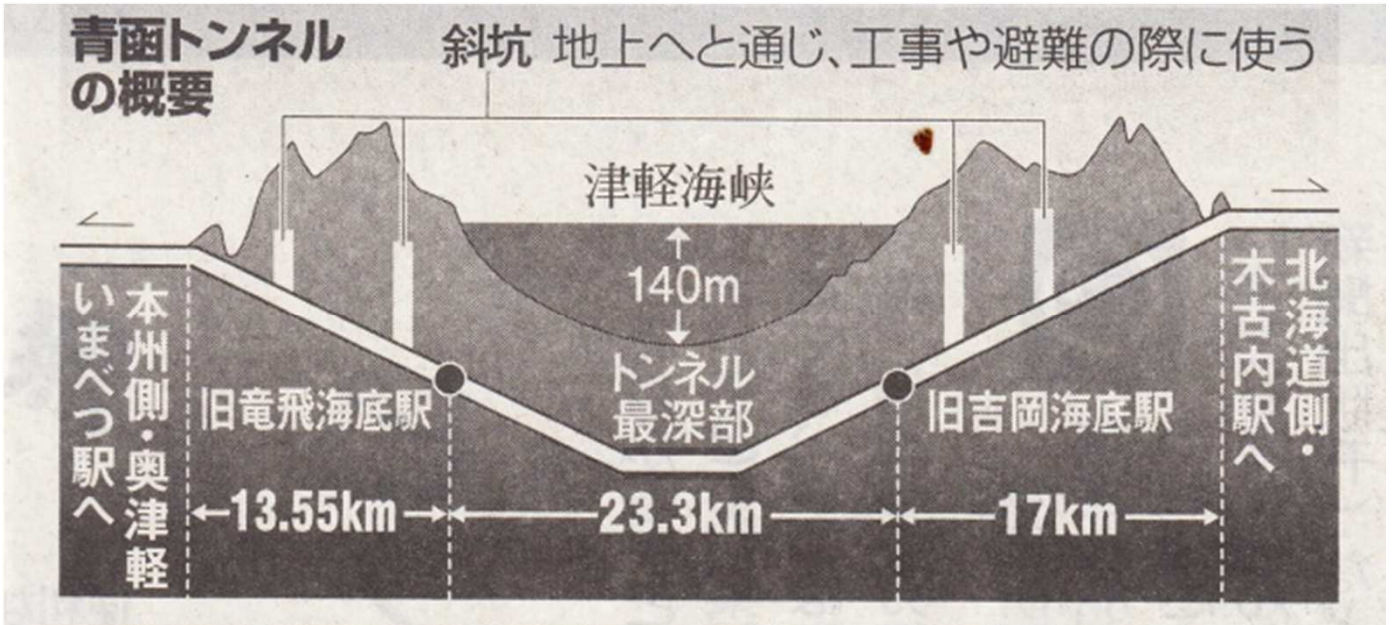 青函トンネル
の概要
斜坑 地上へと通じ、工事や避難の際に使う
津軽海峡
140m
トンネル
最深部
本州側・奥津軽
いまべつ駅へ
旧竜飛海底駅
旧吉岡海底駅
北海道側・
木古内駅へ
13.55km
23.3km
17km